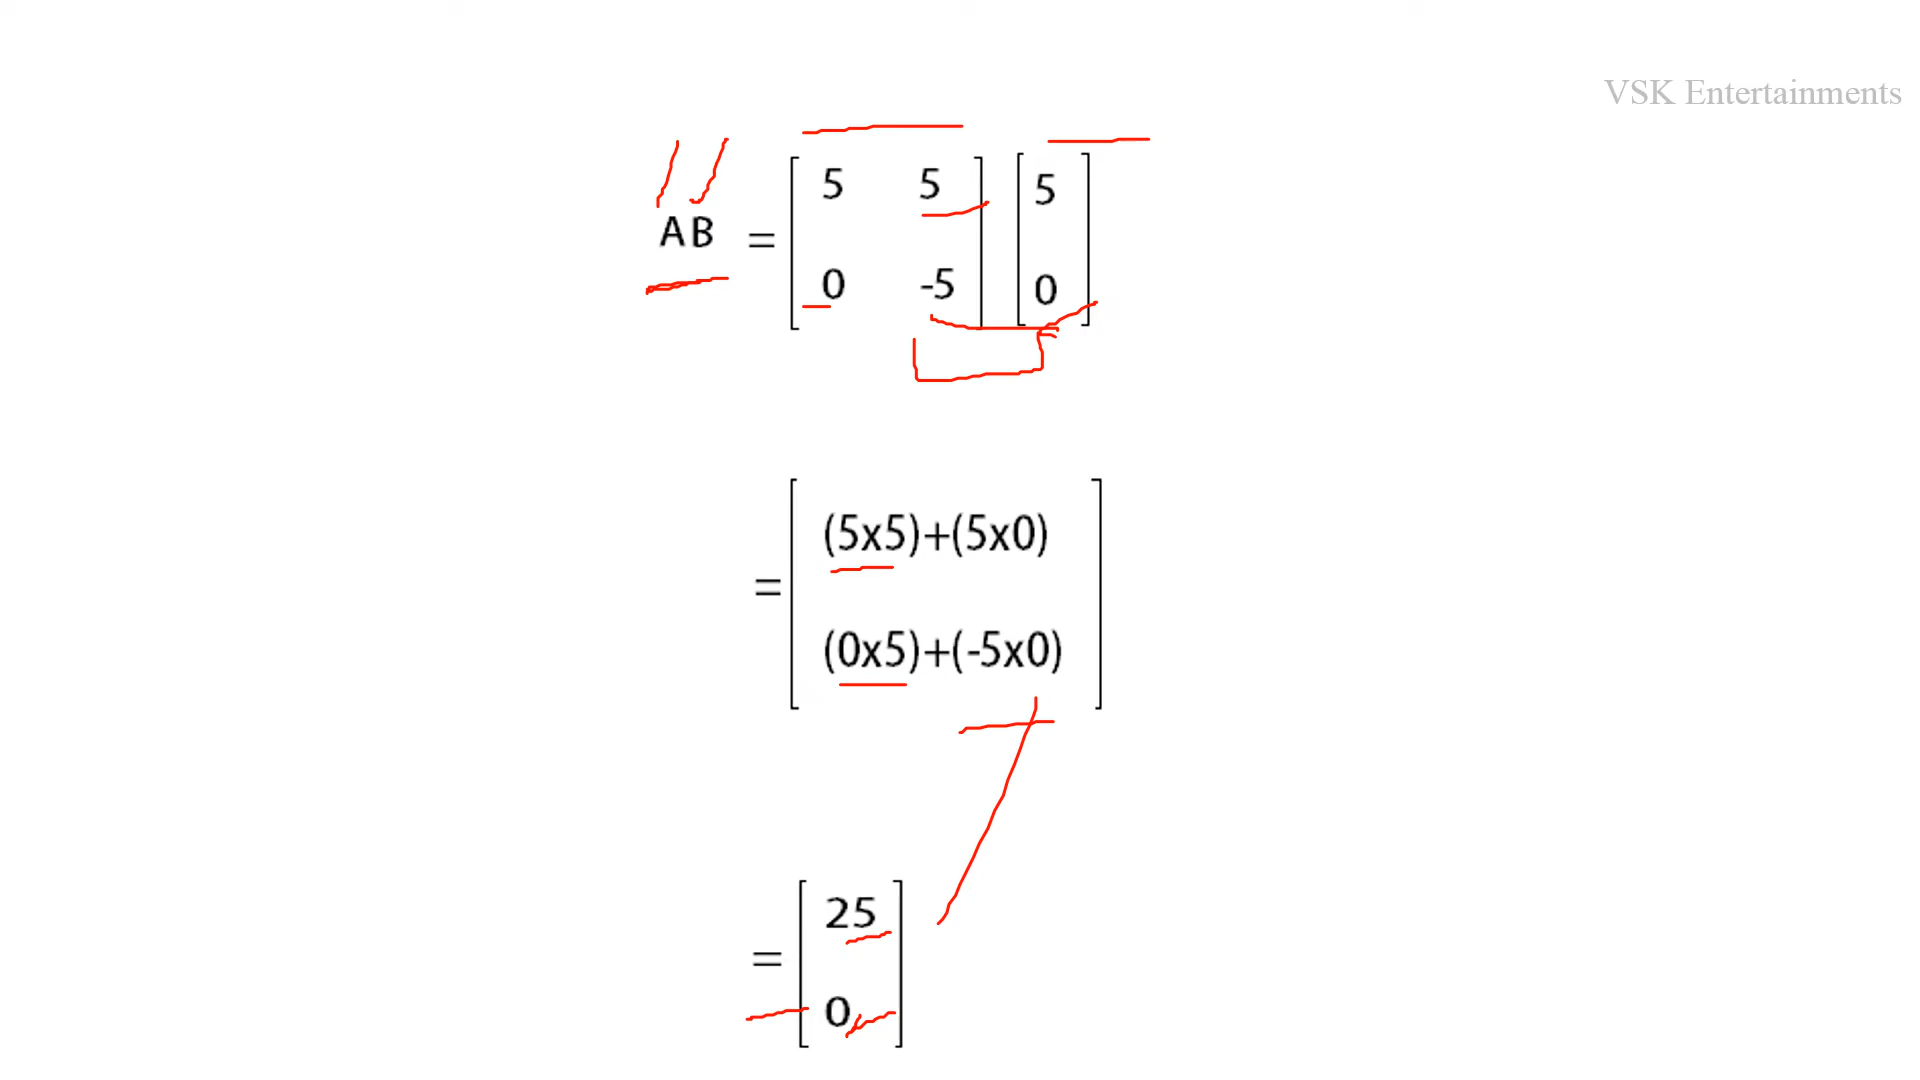 VSK Entertainments
AB = [ 5 5 ] [ 5 ]
[ 0 -5 ] [ 0 ]
= [ (5x5)+(5x0) ]
[ (0x5)+(-5x0) ]
= [ 25 ]
[ 0 ]